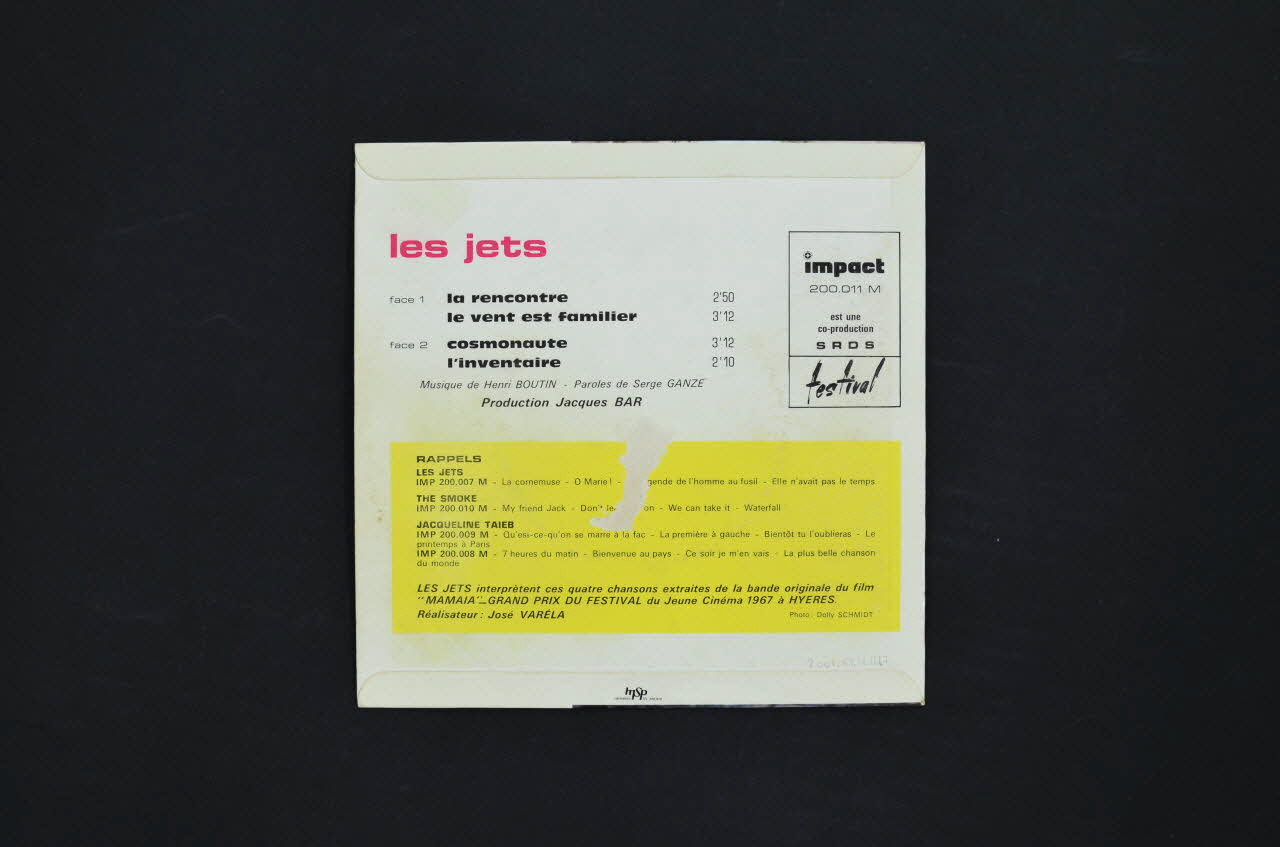 les jets
face 1 la rencontre 2'50
le vent est familier 3'12
face 2 cosmonaute 3'12
l'inventaire 2'10
Musique de Henri BOUTIN - Paroles de Serge GANZE
Production Jacques BAR
impact
200.011 M
est une
co-production
S R D S
festival
RAPPELS
LES JETS
IMP 200.007 M - La cornemuse - O Marie ! - de l'homme au fusil - Elle n'avait pas le temps
THE SMOKE
IMP 200.010 M - My friend Jack - We can take it - Waterfall
JACQUELINE TAIEB
IMP 200.009 M - Qu'esi-ce-qu'on se marre à la fac - La première à gauche - Bientôt tu l'oublieras - Le
printemps à Paris
IMP 200.008 M - 7 heures du matin - Bienvenue au pays - Ce soir je m'en vais - La plus belle chanson
du monde
LES JETS interprètent ces quatre chansons extraites de la bande originale du film
"MAMAIA"_GRAND PRIX DU FESTIVAL du Jeune Cinéma 1967 à HYERES.
Réalisateur : José VARÉLA
Photo : Dolly SCHMIDT